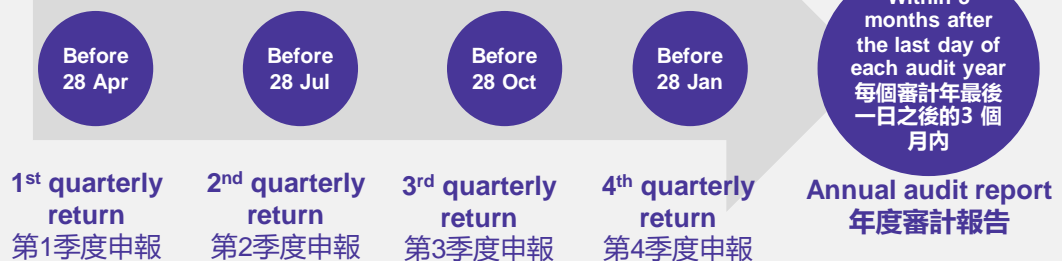 Before
28 Apr
Before
28 Jul
Before
28 Oct
Before
28 Jan
months after
the last day of
each audit year
每個審計年最後
一日之後的3 個
月內
1st quarterly
return
第1季度申報
2nd quarterly
return
第2季度申報
3rd quarterly
return
第3季度申報
4th quarterly
return
第4季度申報
Annual audit report
年度審計報告